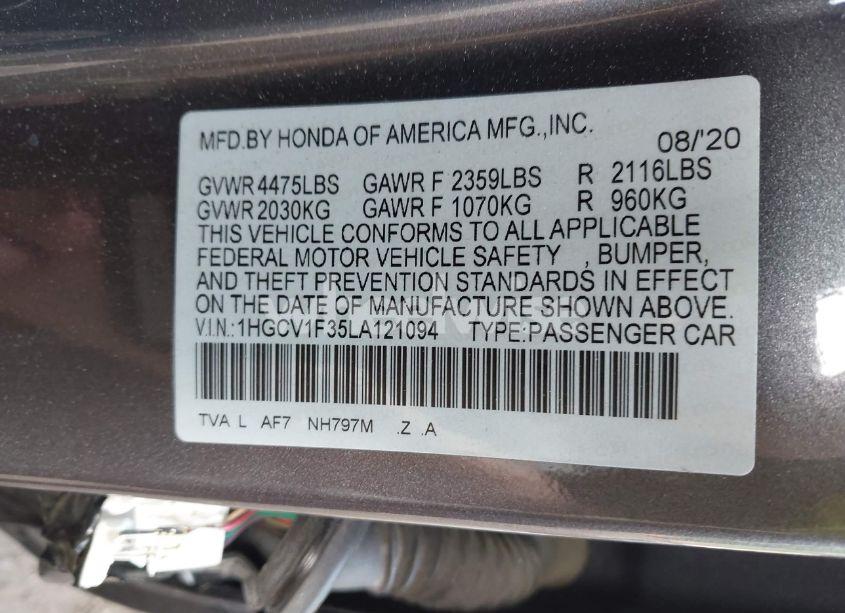 MFD.BY HONDA OF AMERICA MFG.,INC. 08/'20
GVWR 4475LBS GAWR F 2359LBS R 2116LBS
GVWR 2030KG GAWR F 1070KG R 960KG
THIS VEHICLE CONFORMS TO ALL APPLICABLE
FEDERAL MOTOR VEHICLE SAFETY , BUMPER,
AND THEFT PREVENTION STANDARDS IN EFFECT
ON THE DATE OF MANUFACTURE SHOWN ABOVE.
V.I.N.:1HGCV1F35LA121094 TYPE:PASSENGER CAR
TVA L AF7 NH797M .Z .A